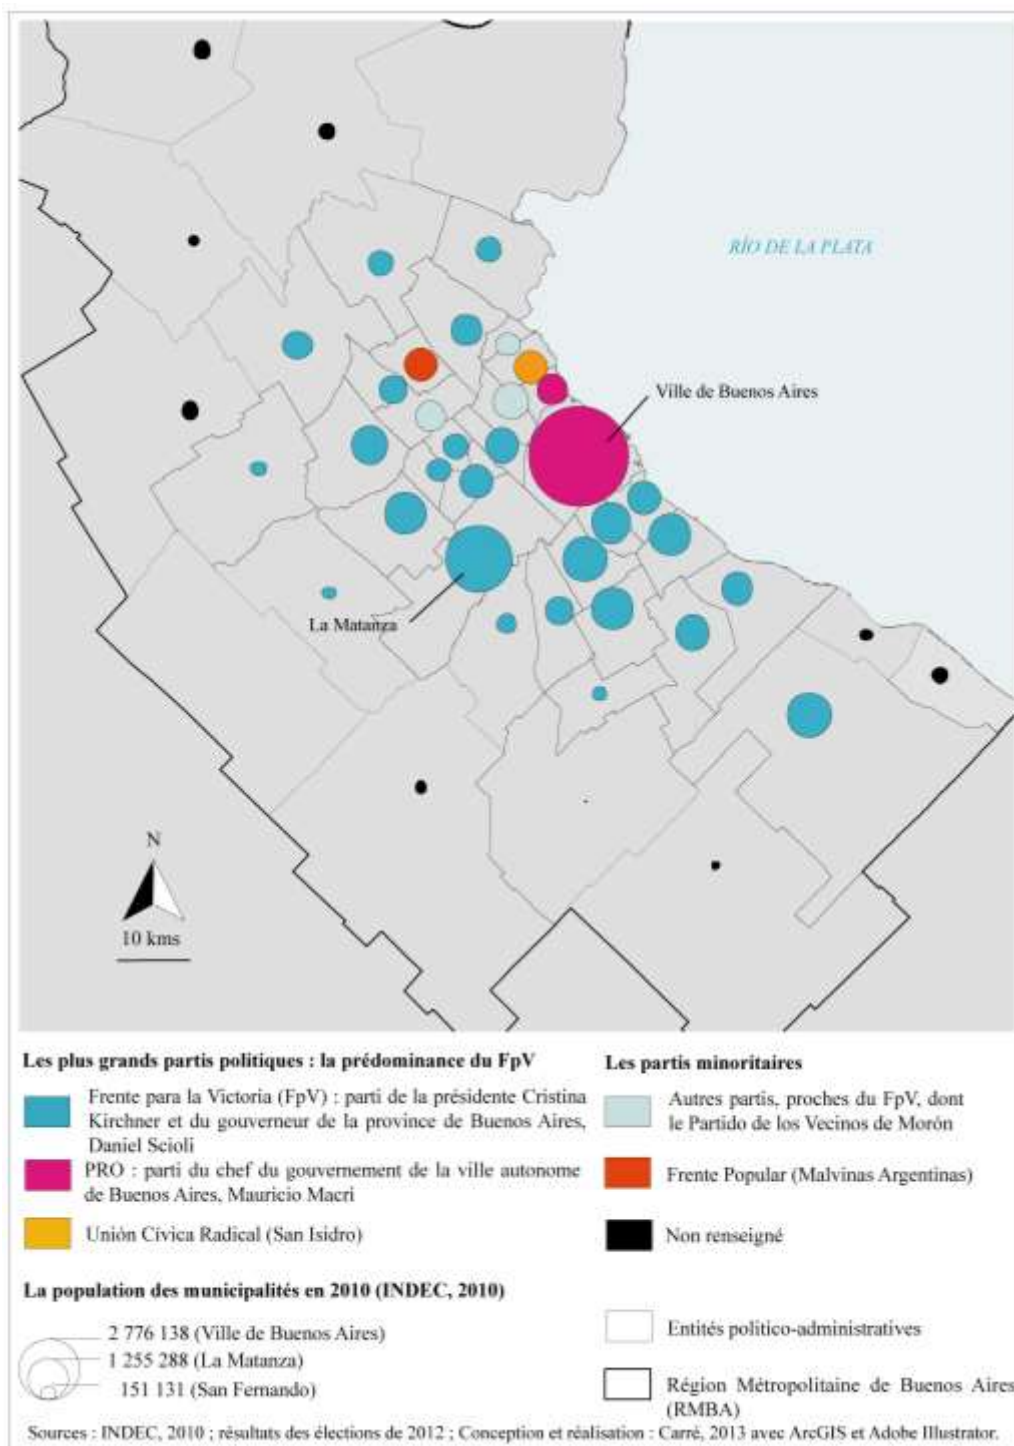 RÍO DE LA PLATA
Ville de Buenos Aires
La Matanza
N
10 kms
Les plus grands partis politiques : la prédominance du FpV
Frente para la Victoria (FpV) : parti de la présidente Cristina
Kirchner et du gouverneur de la province de Buenos Aires,
Daniel Scioli
PRO : parti du chef du gouvernement de la ville autonome
de Buenos Aires, Mauricio Macri
Unión Cívica Radical (San Isidro)
Les partis minoritaires
Autres partis, proches du FpV, dont
le Partido de los Vecinos de Morón
Frente Popular (Malvinas Argentinas)
Non renseigné
La population des municipalités en 2010 (INDEC, 2010)
2 776 138 (Ville de Buenos Aires)
1 255 288 (La Matanza)
151 131 (San Fernando)
Entités politico-administratives
Région Métropolitaine de Buenos Aires
(RMBA)
Sources : INDEC, 2010 ; résultats des élections de 2012 ; Conception et réalisation : Carré, 2013 avec ArcGIS et Adobe Illustrator.